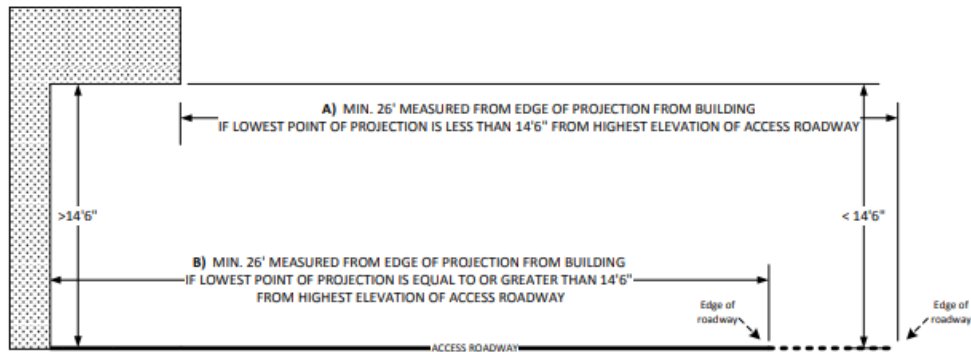 A) MIN. 26' MEASURED FROM EDGE OF PROJECTION FROM BUILDING
IF LOWEST POINT OF PROJECTION IS LESS THAN 14'6" FROM HIGHEST ELEVATION OF ACCESS ROADWAY
>14'6"
< 14'6"
B) MIN. 26' MEASURED FROM EDGE OF PROJECTION FROM BUILDING
IF LOWEST POINT OF PROJECTION IS EQUAL TO OR GREATER THAN 14'6"
FROM HIGHEST ELEVATION OF ACCESS ROADWAY
Edge of
roadway
Edge of
roadway
ACCESS ROADWAY